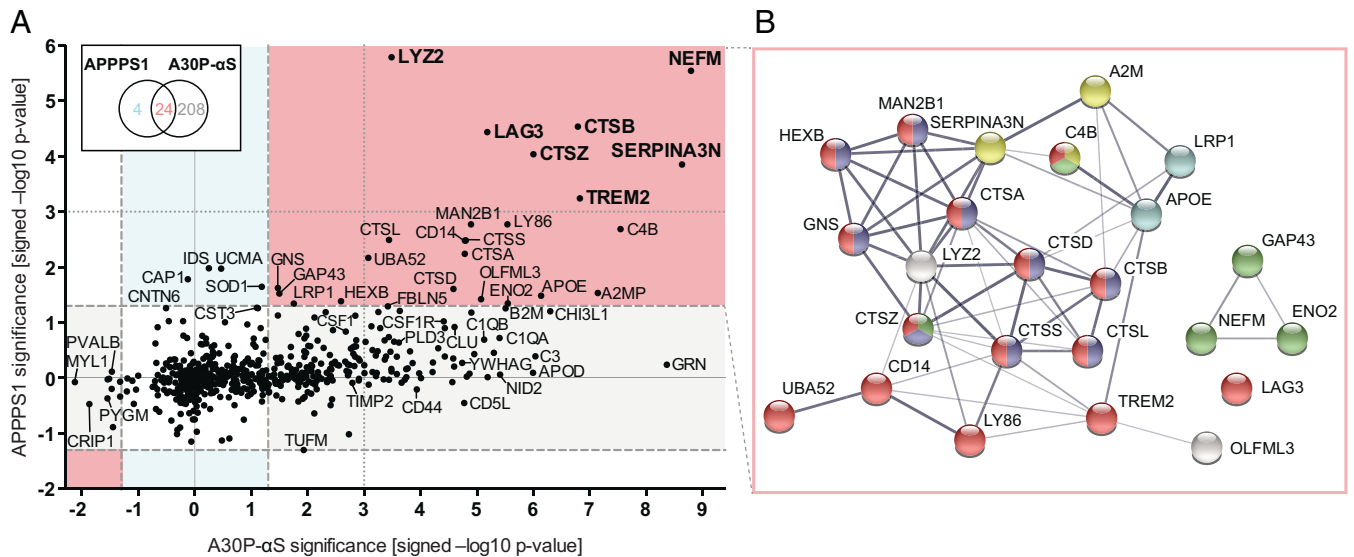 A
B
APPPS1 significance [signed –log10 p-value]
6
5
4
3
2
1
0
-1
-2
APPPS1 A30P-αS
4 24 208
LYZ2
NEFM
LAG3
CTSB
CTSZ
SERPINA3N
TREM2
MAN2B1
LY86
C4B
CTSL
CD14
CTSS
CTSA
UBA52
IDS
UCMA
GNS
CAP1
SOD1
GAP43
CTSD
OLFML3
APOE
A2MP
LRP1
HEXB
ENO2
CNTN6
FBLN5
B2M
CHI3L1
CST3
CSF1
CSF1R
C1QB
PLD3
CLU
C1QA
PVALB
MYL1
YWHAG
C3
GRN
APOD
NID2
TIMP2
CD44
CD5L
PYGM
CRIP1
TUFM
-2 -1 0 1 2 3 4 5 6 7 8 9
A30P-αS significance [signed –log10 p-value]
A2M
MAN2B1
SERPINA3N
HEXB
C4B
LRP1
CTSA
APOE
GNS
LYZ2
CTSD
GAP43
CTSB
CTSZ
NEFM
ENO2
CTSS
CTSL
CD14
UBA52
LAG3
TREM2
LY86
OLFML3